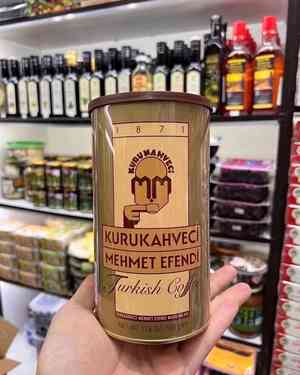 1871
KURUKAHVECİ
KURUKAHVECİ
MEHMET EFENDİ
Turkish Coffee